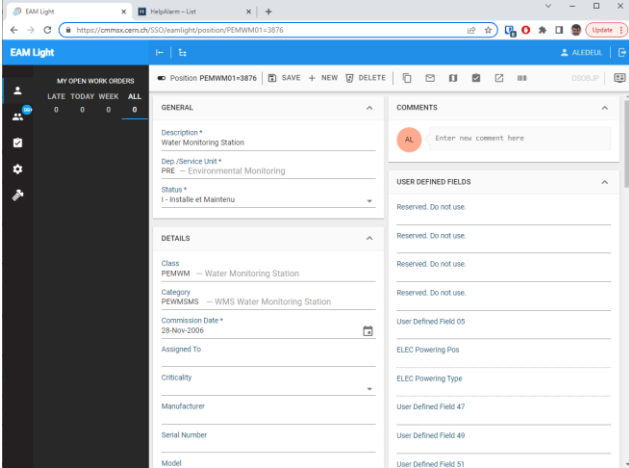 EAM Light
HelpAlarm – List
https://cmmsx.cern.ch/SSO/eamlight/position/PEMWM01=3876
Update
EAM Light
ALEDEUL
MY OPEN WORK ORDERS
LATE TODAY WEEK ALL
0 0 0 0
Position PEMWM01=3876 SAVE NEW DELETE OSOBJP
GENERAL
Description *
Water Monitoring Station
Dep./Service Unit *
PRE — Environmental Monitoring
Status *
I - Installe et Maintenu
DETAILS
Class
PEMWM — Water Monitoring Station
Category
PEWMSMS — WMS Water Monitoring Station
Commission Date *
28-Nov-2006
Assigned To
Criticality
Manufacturer
Serial Number
Model
COMMENTS
AL Enter new comment here
USER DEFINED FIELDS
Reserved. Do not use.
Reserved. Do not use.
Reserved. Do not use.
Reserved. Do not use.
User Defined Field 05
ELEC Powering Pos
ELEC Powering Type
User Defined Field 47
User Defined Field 49
User Defined Field 51